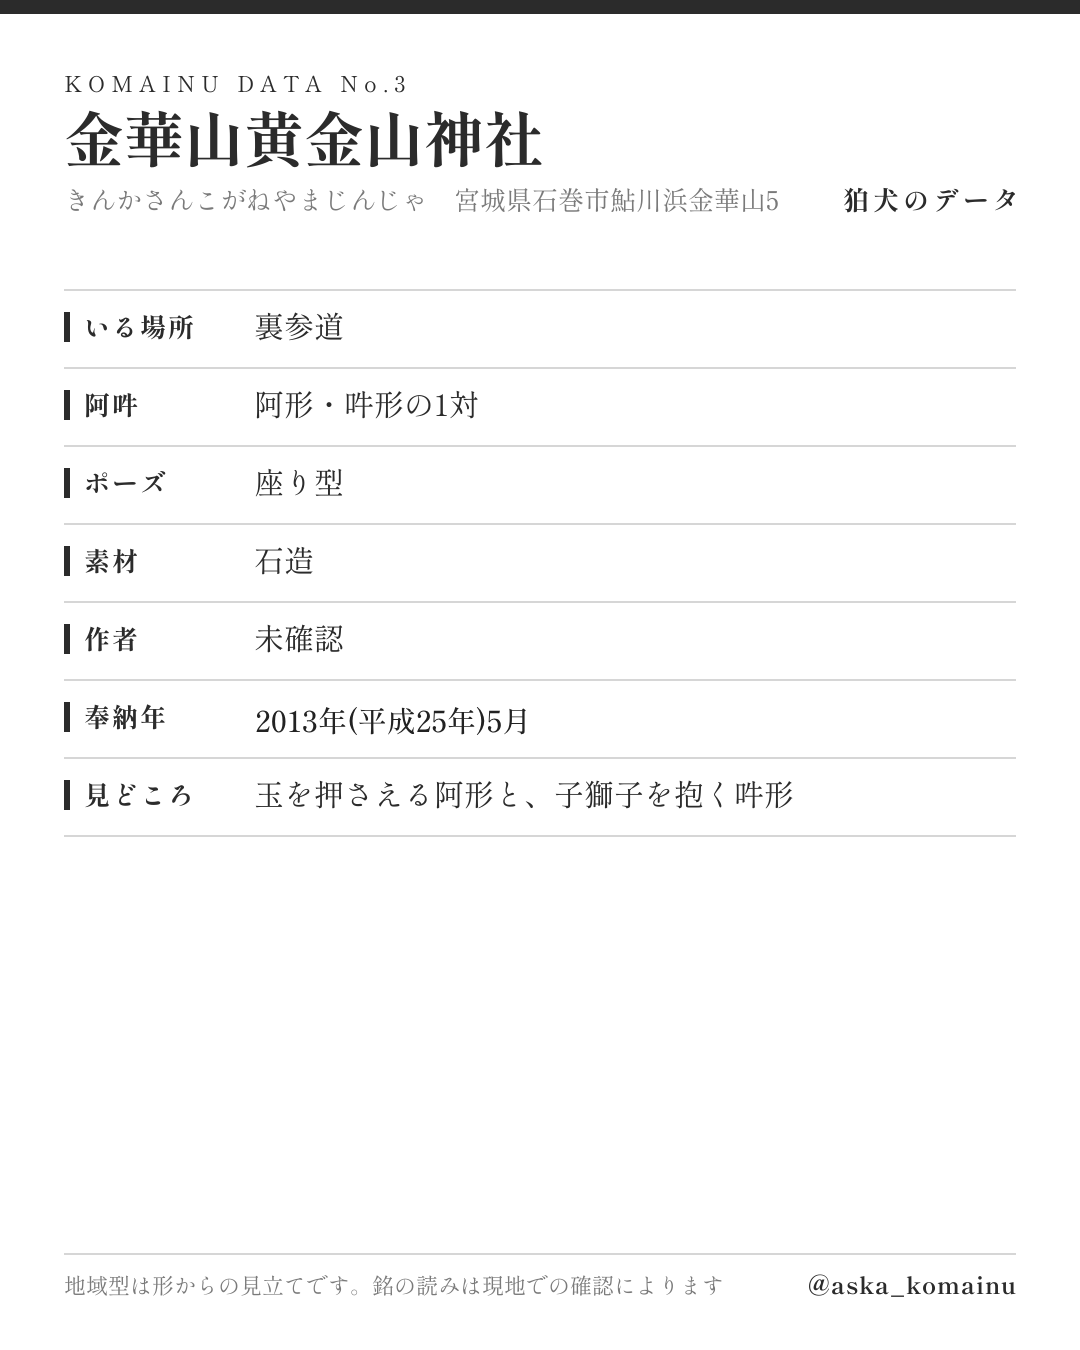 KOMAINU DATA No.3
金華山黄金山神社
きんかさんこがねやまじんじゃ　宮城県石巻市鮎川浜金華山5　狛犬のデータ
いる場所　裏参道
阿吽　阿形・吽形の1対
ポーズ　座り型
素材　石造
作者　未確認
奉納年　2013年(平成25年)5月
見どころ　玉を押さえる阿形と、子獅子を抱く吽形
地域型は形からの見立てです。銘の読みは現地での確認によります　@aska_komainu